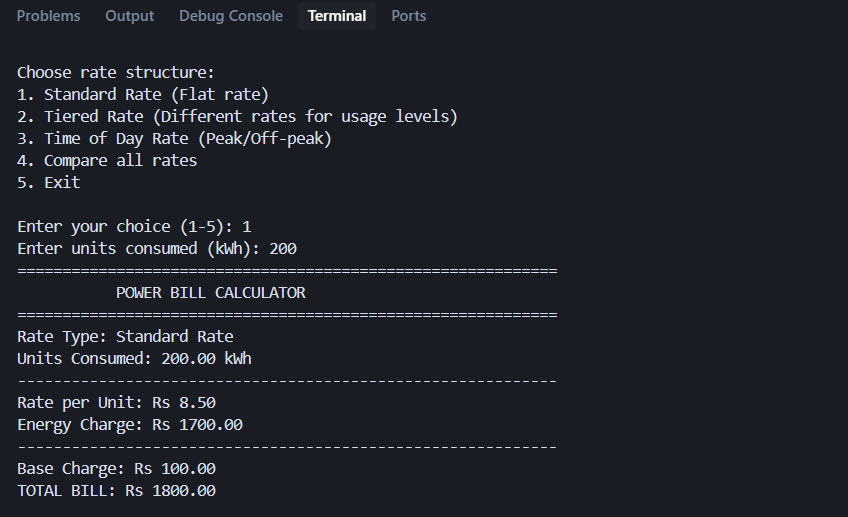 Problems Output Debug Console Terminal Ports
Choose rate structure:
1. Standard Rate (Flat rate)
2. Tiered Rate (Different rates for usage levels)
3. Time of Day Rate (Peak/Off-peak)
4. Compare all rates
5. Exit
Enter your choice (1-5): 1
Enter units consumed (kWh): 200
============================================================
POWER BILL CALCULATOR
============================================================
Rate Type: Standard Rate
Units Consumed: 200.00 kWh
------------------------------------------------------------
Rate per Unit: Rs 8.50
Energy Charge: Rs 1700.00
------------------------------------------------------------
Base Charge: Rs 100.00
TOTAL BILL: Rs 1800.00